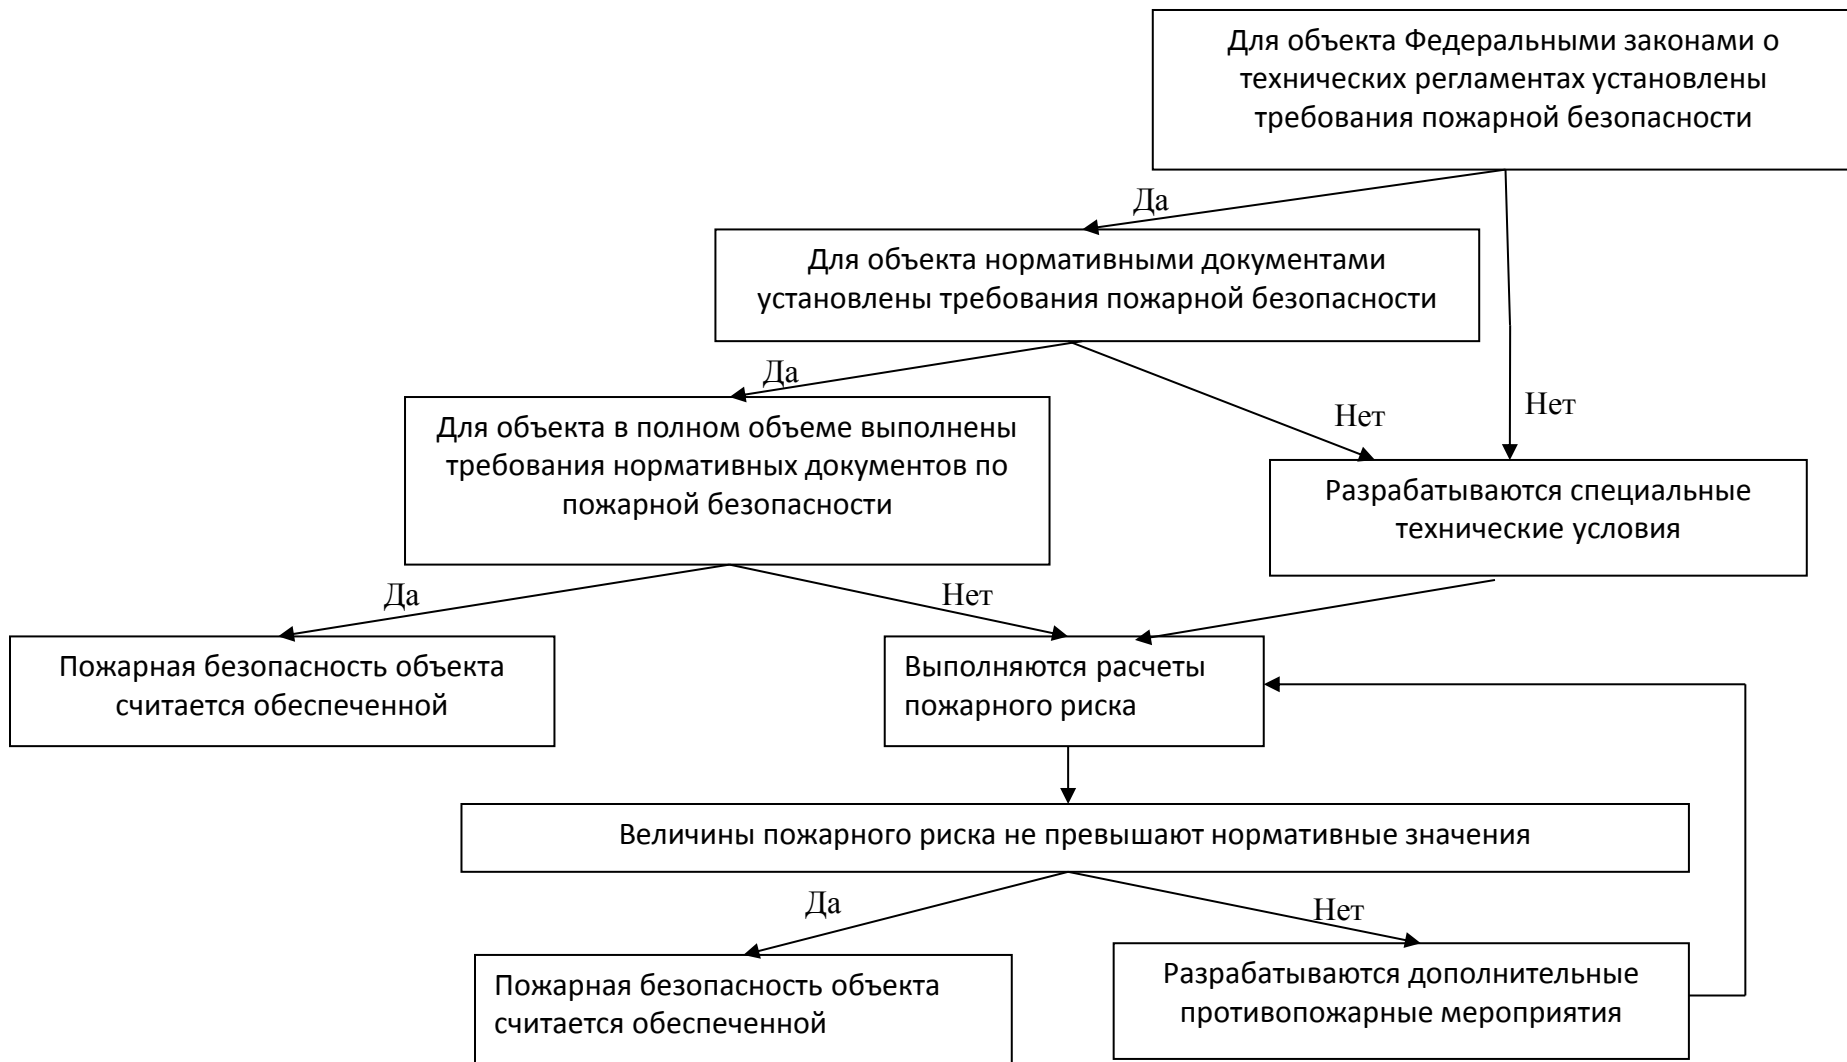 Для объекта Федеральными законами о
технических регламентах установлены
требования пожарной безопасности
Да
Для объекта нормативными документами
установлены требования пожарной безопасности
Да
Нет
Нет
Для объекта в полном объеме выполнены
требования нормативных документов по
пожарной безопасности
Разрабатываются специальные
технические условия
Да
Нет
Пожарная безопасность объекта
считается обеспеченной
Выполняются расчеты
пожарного риска
Величины пожарного риска не превышают нормативные значения
Да
Нет
Пожарная безопасность объекта
считается обеспеченной
Разрабатываются дополнительные
противопожарные мероприятия